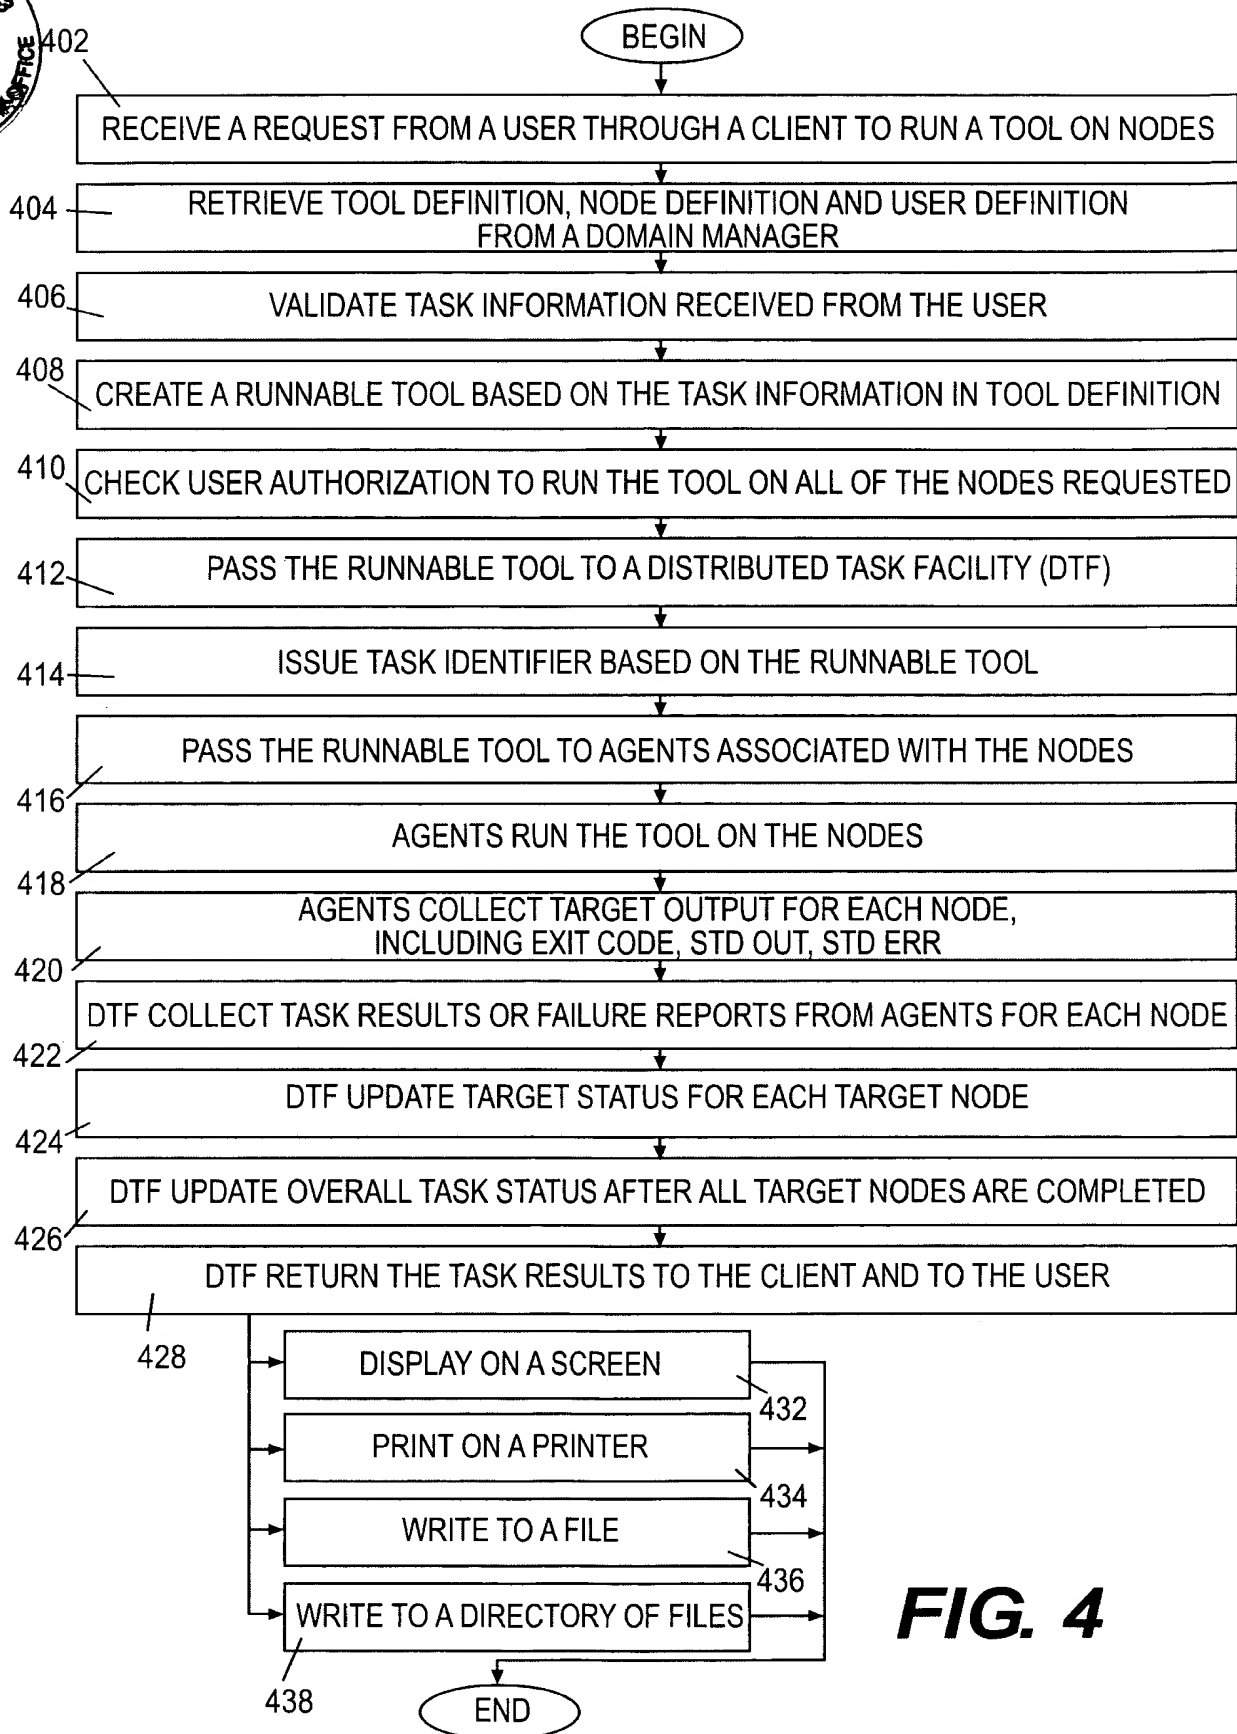 OFFICE
402
BEGIN
RECEIVE A REQUEST FROM A USER THROUGH A CLIENT TO RUN A TOOL ON NODES
404
RETRIEVE TOOL DEFINITION, NODE DEFINITION AND USER DEFINITION
FROM A DOMAIN MANAGER
406
VALIDATE TASK INFORMATION RECEIVED FROM THE USER
408
CREATE A RUNNABLE TOOL BASED ON THE TASK INFORMATION IN TOOL DEFINITION
410
CHECK USER AUTHORIZATION TO RUN THE TOOL ON ALL OF THE NODES REQUESTED
412
PASS THE RUNNABLE TOOL TO A DISTRIBUTED TASK FACILITY (DTF)
414
ISSUE TASK IDENTIFIER BASED ON THE RUNNABLE TOOL
PASS THE RUNNABLE TOOL TO AGENTS ASSOCIATED WITH THE NODES
416
AGENTS RUN THE TOOL ON THE NODES
418
AGENTS COLLECT TARGET OUTPUT FOR EACH NODE,
INCLUDING EXIT CODE, STD OUT, STD ERR
420
DTF COLLECT TASK RESULTS OR FAILURE REPORTS FROM AGENTS FOR EACH NODE
422
DTF UPDATE TARGET STATUS FOR EACH TARGET NODE
424
DTF UPDATE OVERALL TASK STATUS AFTER ALL TARGET NODES ARE COMPLETED
426
DTF RETURN THE TASK RESULTS TO THE CLIENT AND TO THE USER
428
DISPLAY ON A SCREEN
432
PRINT ON A PRINTER
434
WRITE TO A FILE
436
WRITE TO A DIRECTORY OF FILES
438
END
FIG. 4